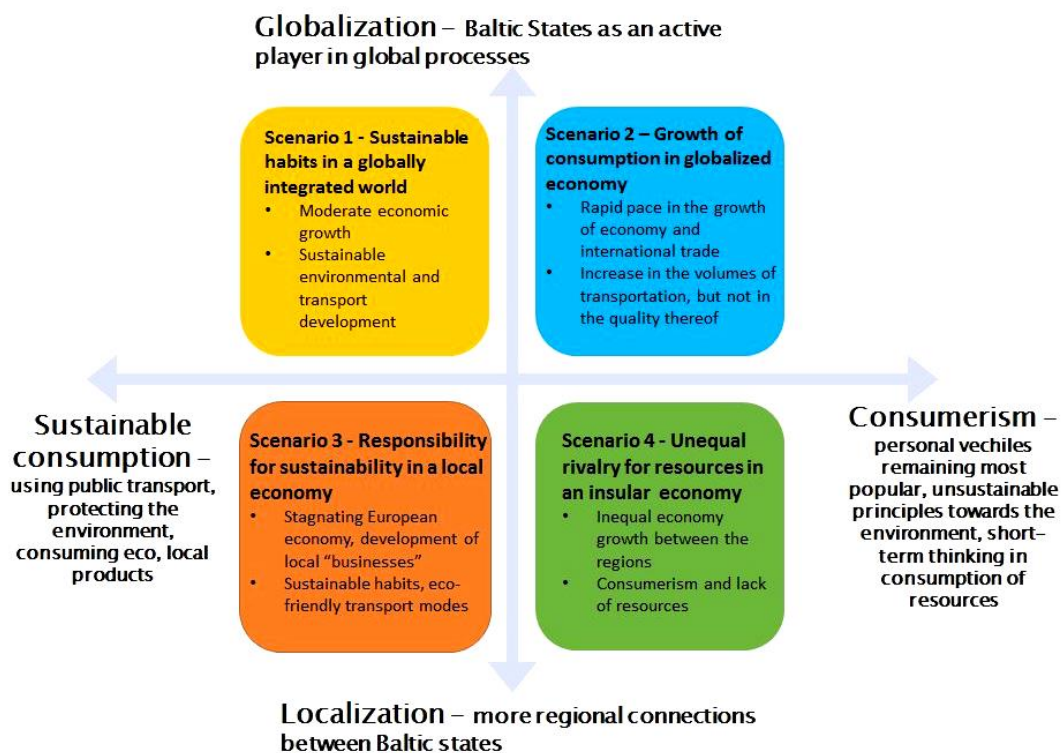 Globalization – Baltic States as an active
player in global processes
Scenario 1 - Sustainable
habits in a globally
integrated world
• Moderate economic
growth
• Sustainable
environmental and
transport
development
Scenario 2 – Growth of
consumption in globalized
economy
• Rapid pace in the growth
of economy and
international trade
• Increase in the volumes of
transportation, but not in
the quality thereof
Sustainable
consumption –
using public transport,
protecting the
environment,
consuming eco, local
products
Scenario 3 - Responsibility
for sustainability in a local
economy
• Stagnating European
economy, development of
local “businesses”
• Sustainable habits, eco-
friendly transport modes
Scenario 4 - Unequal
rivalry for resources in
an insular economy
• Inequal economy
growth between the
regions
• Consumerism and lack
of resources
Consumerism –
personal vechiles
remaining most
popular, unsustainable
principles towards the
environment, short-
term thinking in
consumption of
resources
Localization – more regional connections
between Baltic states